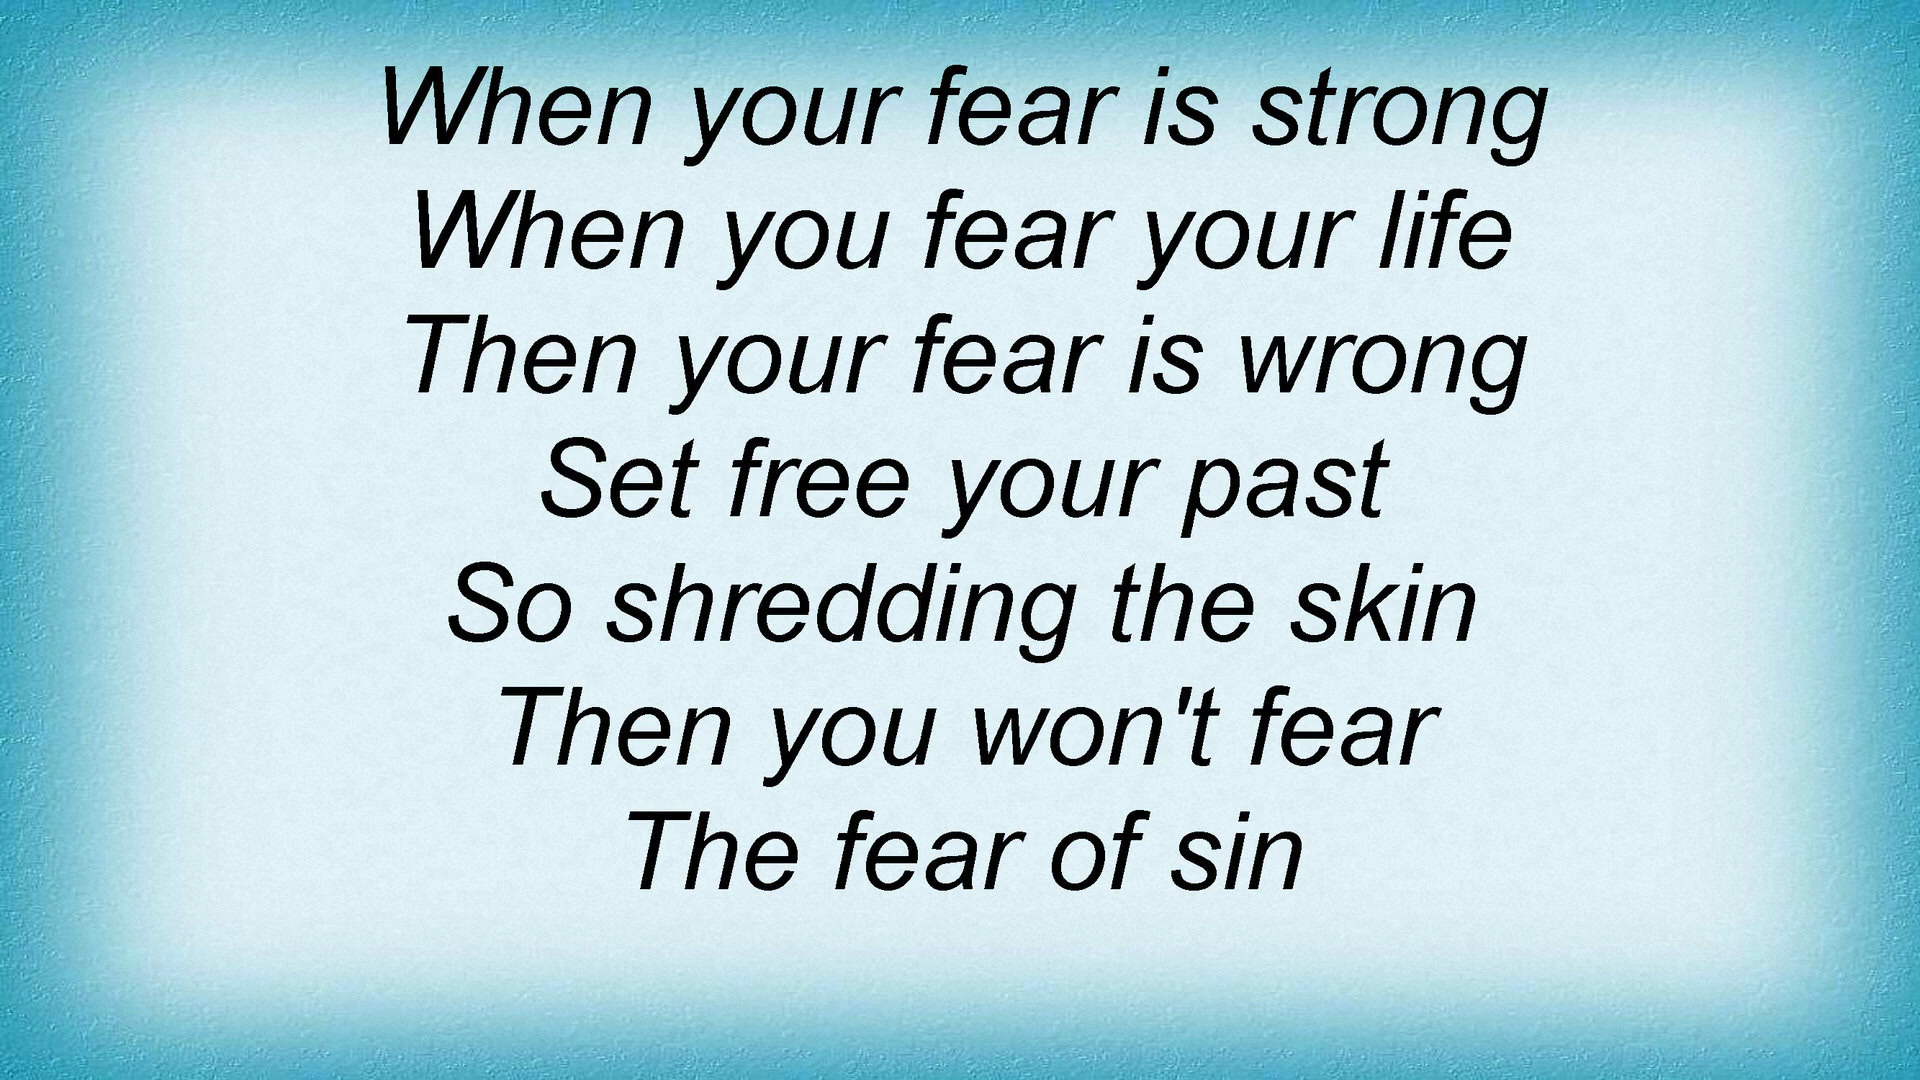 When your fear is strong
When you fear your life
Then your fear is wrong
Set free your past
So shredding the skin
Then you won't fear
The fear of sin